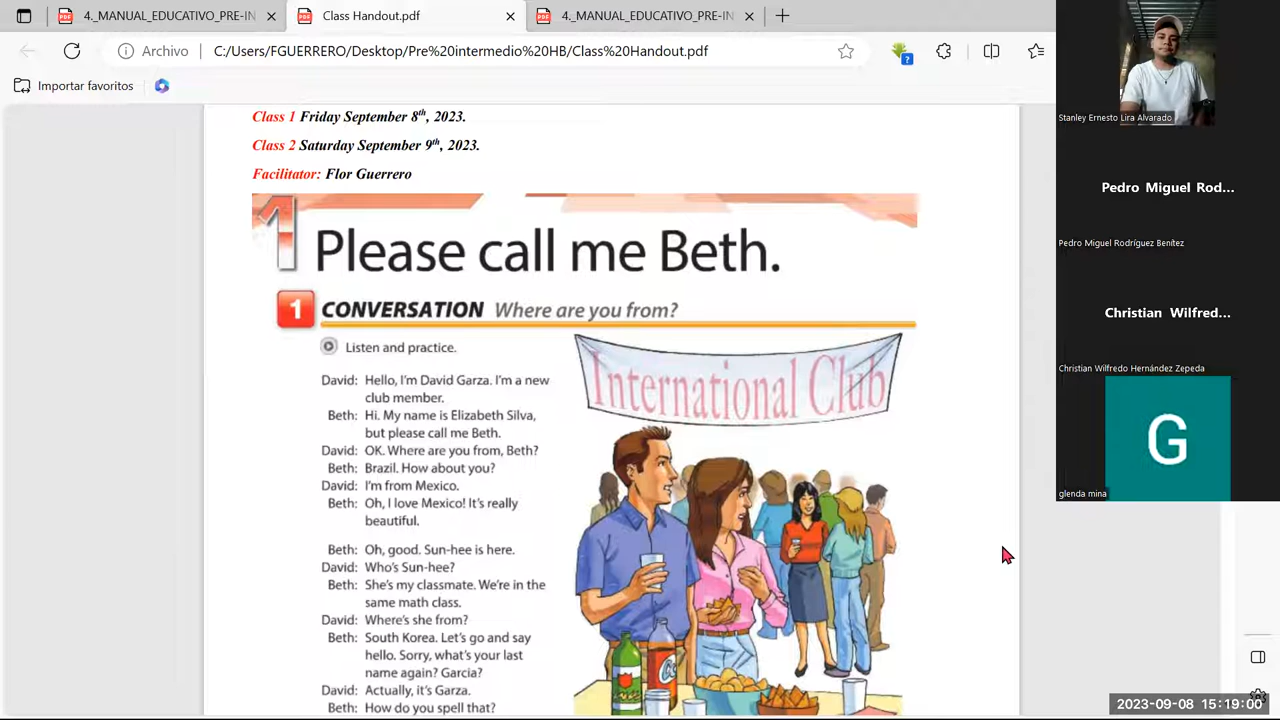 4_MANUAL_EDUCATIVO_PRE-IN
Class Handout.pdf
MANUAL_EDUCATIVO_PRE-IN
Archivo
C:/Users/FGUERRERO/Desktop/Pre%20Intermedio%20HB/Class%20Handout.pdf
Importar favoritos
Class 1 Friday September 8th, 2023.
Class 2 Saturday September 9th, 2023.
Facilitator: Flor Guerrero
1
Please call me Beth.
1 CONVERSATION Where are you from?
Listen and practice.
International Club
David: Hello, I'm David Garza. I'm a new
club member.
Beth: Hi. My name is Elizabeth Silva,
but please call me Beth.
David: OK. Where are you from, Beth?
Beth: Brazil. How about you?
David: I'm from Mexico.
Beth: Oh, I love Mexico! It's really
beautiful.
Beth: Oh, good. Sun-hee is here.
David: Who's Sun-hee?
Beth: She's my classmate. We're in the
same math class.
David: Where's she from?
Beth: South Korea. Let's go and say
hello. Sorry, what's your last
name again? Garcia?
David: Actually, it's Garza.
Beth: How do you spell that?
Stanley Ernesto Lira Alvarado
Pedro Miguel Rod...
Pedro Miguel Rodríguez Benítez
Christian Wilfred...
Christian Wilfredo Hernández Zepeda
G
glenda mina
2023-09-08 15:19:00